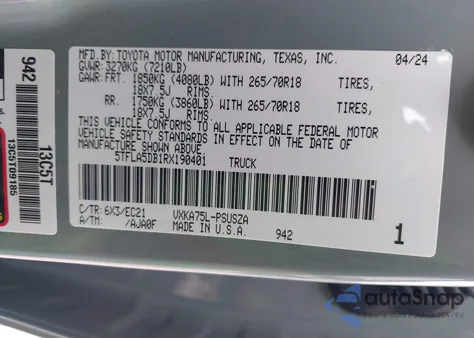 MFD. BY: TOYOTA MOTOR MANUFACTURING, TEXAS, INC. 04/24
GVWR: 3270KG (7210LB)
GAWR: FRT. 1850KG (4080LB) WITH 265/70R18 TIRES,
18X7.5J RIMS.
RR. 1750KG (3860LB) WITH 265/70R18 TIRES,
18X7.5J RIMS.
THIS VEHICLE CONFORMS TO ALL APPLICABLE FEDERAL MOTOR
VEHICLE SAFETY STANDARDS IN EFFECT ON THE DATE OF
MANUFACTURE SHOWN ABOVE.
5TFLA5DB1RX190401 TRUCK
C/TR: 6X3/EC21 VXKA75L-PSUSZA
A/TM: /AJA0F MADE IN U.S.A. 942 1
942
13C5T
13C5T09185
autoSnap